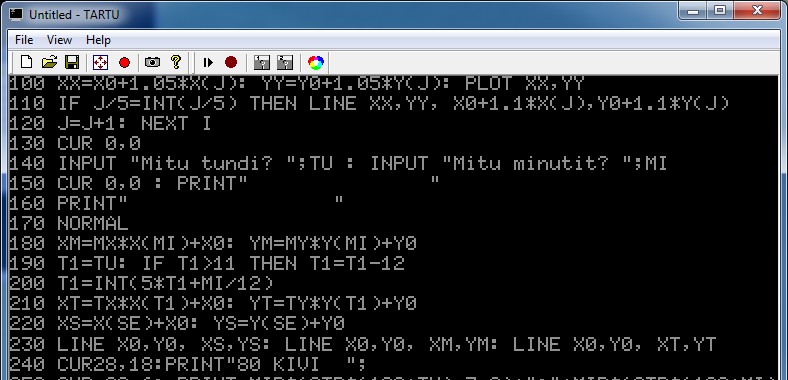 Untitled - TARTU
File View Help
100 XX=X0+1.05*X(J): YY=Y0+1.05*Y(J): PLOT XX,YY
110 IF J/5=INT(J/5) THEN LINE XX,YY, X0+1.1*X(J),Y0+1.1*Y(J)
120 J=J+1: NEXT I
130 CUR 0,0
140 INPUT "Mitu tundi? ";TU : INPUT "Mitu minutit? ";MI
150 CUR 0,0 : PRINT"                    "
160 PRINT"                    "
170 NORMAL
180 XM=MX*X(MI)+X0: YM=MY*Y(MI)+Y0
190 T1=TU: IF T1>11 THEN T1=T1-12
200 T1=INT(5*T1+MI/12)
210 XT=TX*X(T1)+X0: YT=TY*Y(T1)+Y0
220 XS=X(SE)+X0: YS=Y(SE)+Y0
230 LINE X0,Y0, XS,YS: LINE X0,Y0, XM,YM: LINE X0,Y0, XT,YT
240 CUR28,18:PRINT"80 KIVI  ";